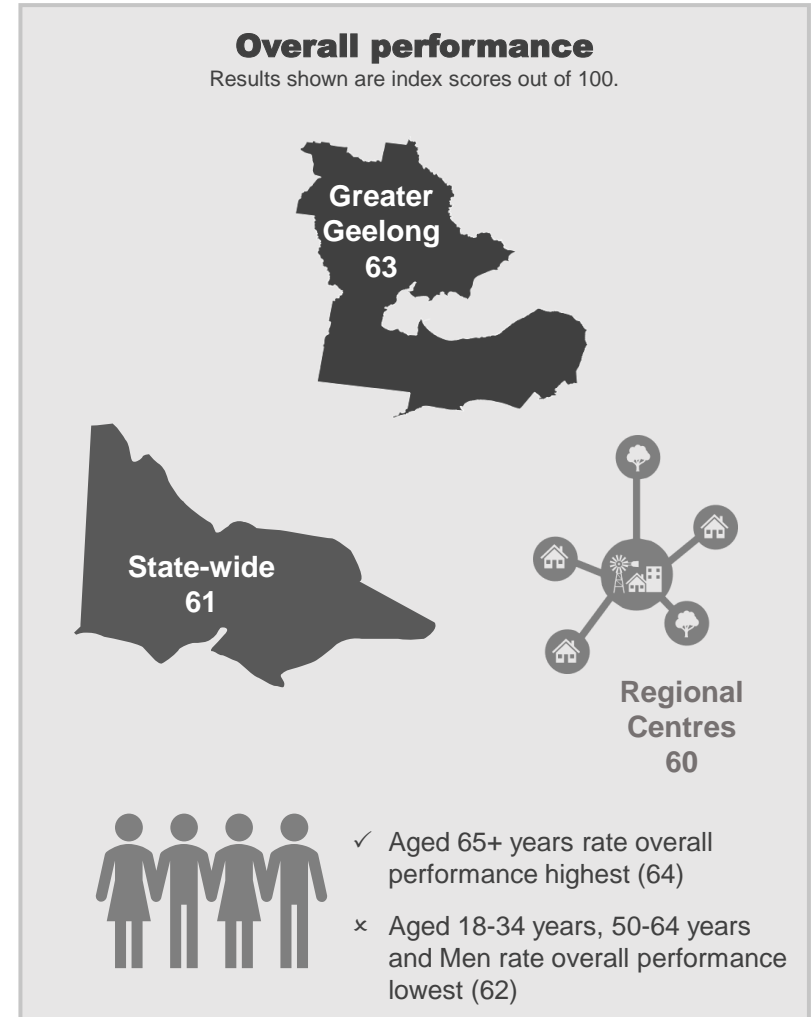 Overall performance
Results shown are index scores out of 100.
Greater
Geelong
63
State-wide
61
Regional
Centres
60
✓ Aged 65+ years rate overall
performance highest (64)
× Aged 18-34 years, 50-64 years
and Men rate overall performance
lowest (62)